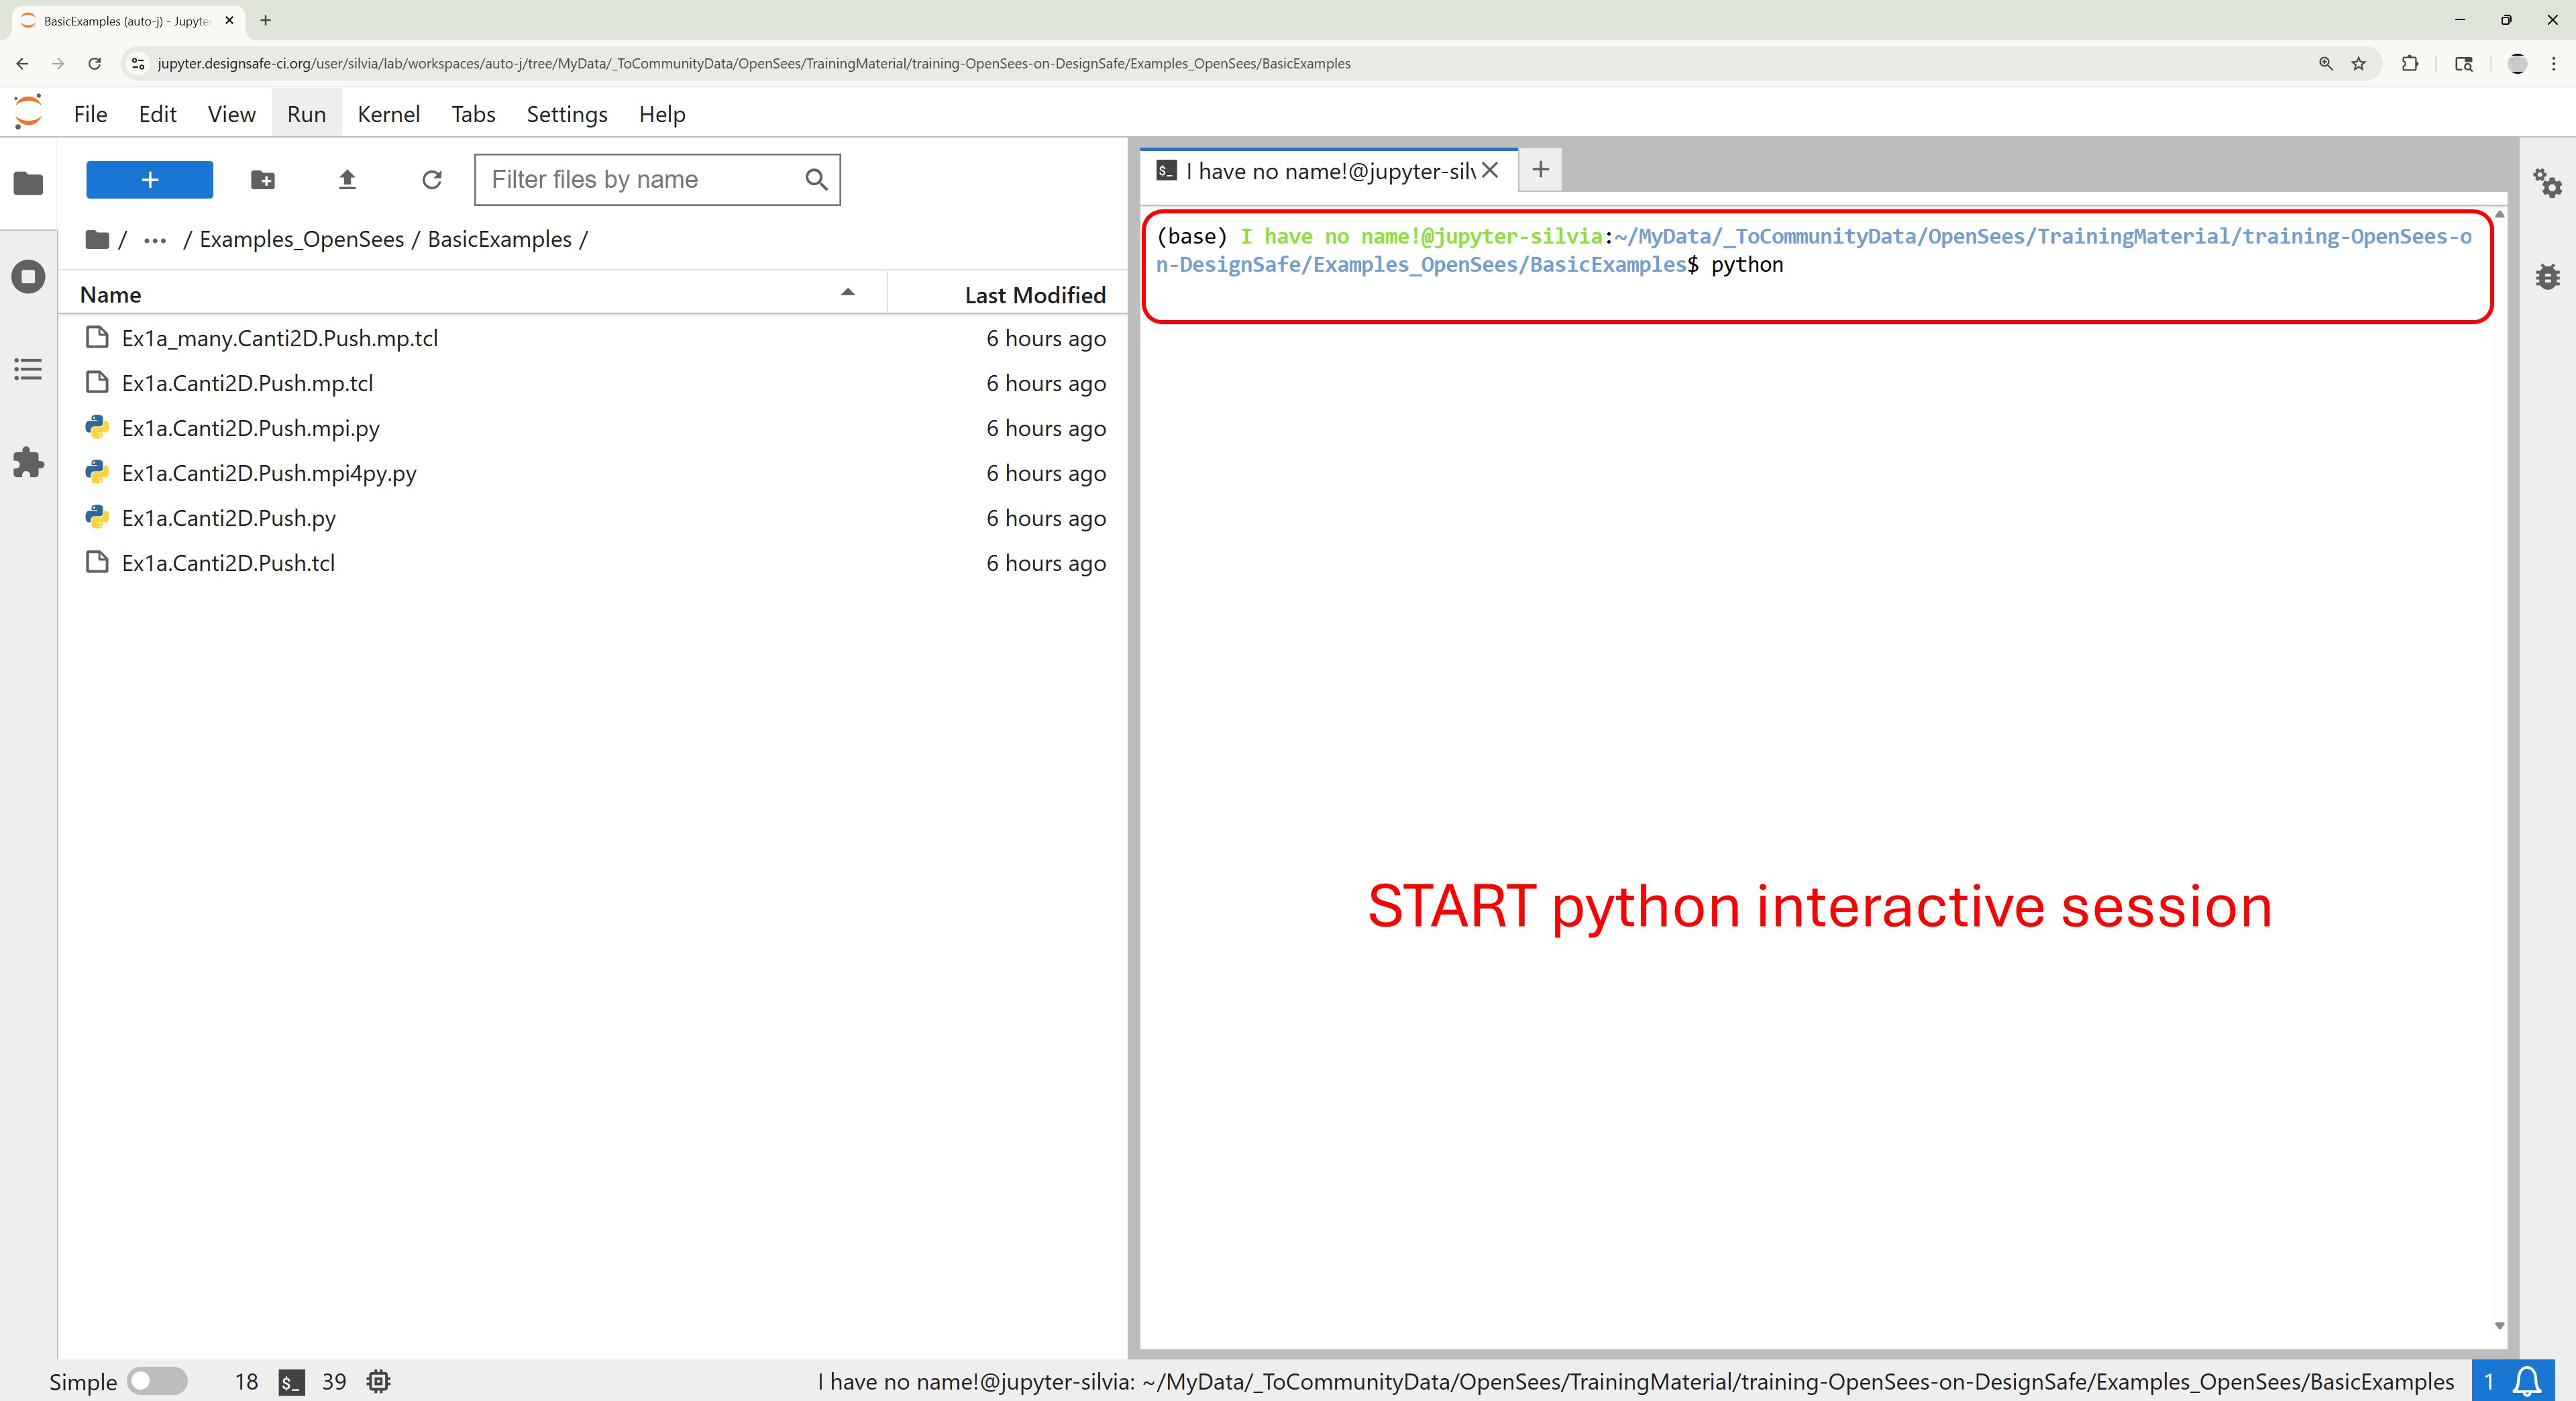 BasicExamples (auto-j) - Jupyte
jupyter.designsafe-ci.org/user/silvia/lab/workspaces/auto-j/tree/MyData/_ToCommunityData/OpenSees/TrainingMaterial/training-OpenSees-on-DesignSafe/Examples_OpenSees/BasicExamples
File Edit View Run Kernel Tabs Settings Help
+
Filter files by name
/ ··· / Examples_OpenSees / BasicExamples /
Name Last Modified
Ex1a_many.Canti2D.Push.mp.tcl 6 hours ago
Ex1a.Canti2D.Push.mp.tcl 6 hours ago
Ex1a.Canti2D.Push.mpi.py 6 hours ago
Ex1a.Canti2D.Push.mpi4py.py 6 hours ago
Ex1a.Canti2D.Push.py 6 hours ago
Ex1a.Canti2D.Push.tcl 6 hours ago
$_ I have no name!@jupyter-silv
(base) I have no name!@jupyter-silvia:~/MyData/_ToCommunityData/OpenSees/TrainingMaterial/training-OpenSees-o
n-DesignSafe/Examples_OpenSees/BasicExamples$ python
START python interactive session
Simple 18 $_ 39 I have no name!@jupyter-silvia: ~/MyData/_ToCommunityData/OpenSees/TrainingMaterial/training-OpenSees-on-DesignSafe/Examples_OpenSees/BasicExamples 1